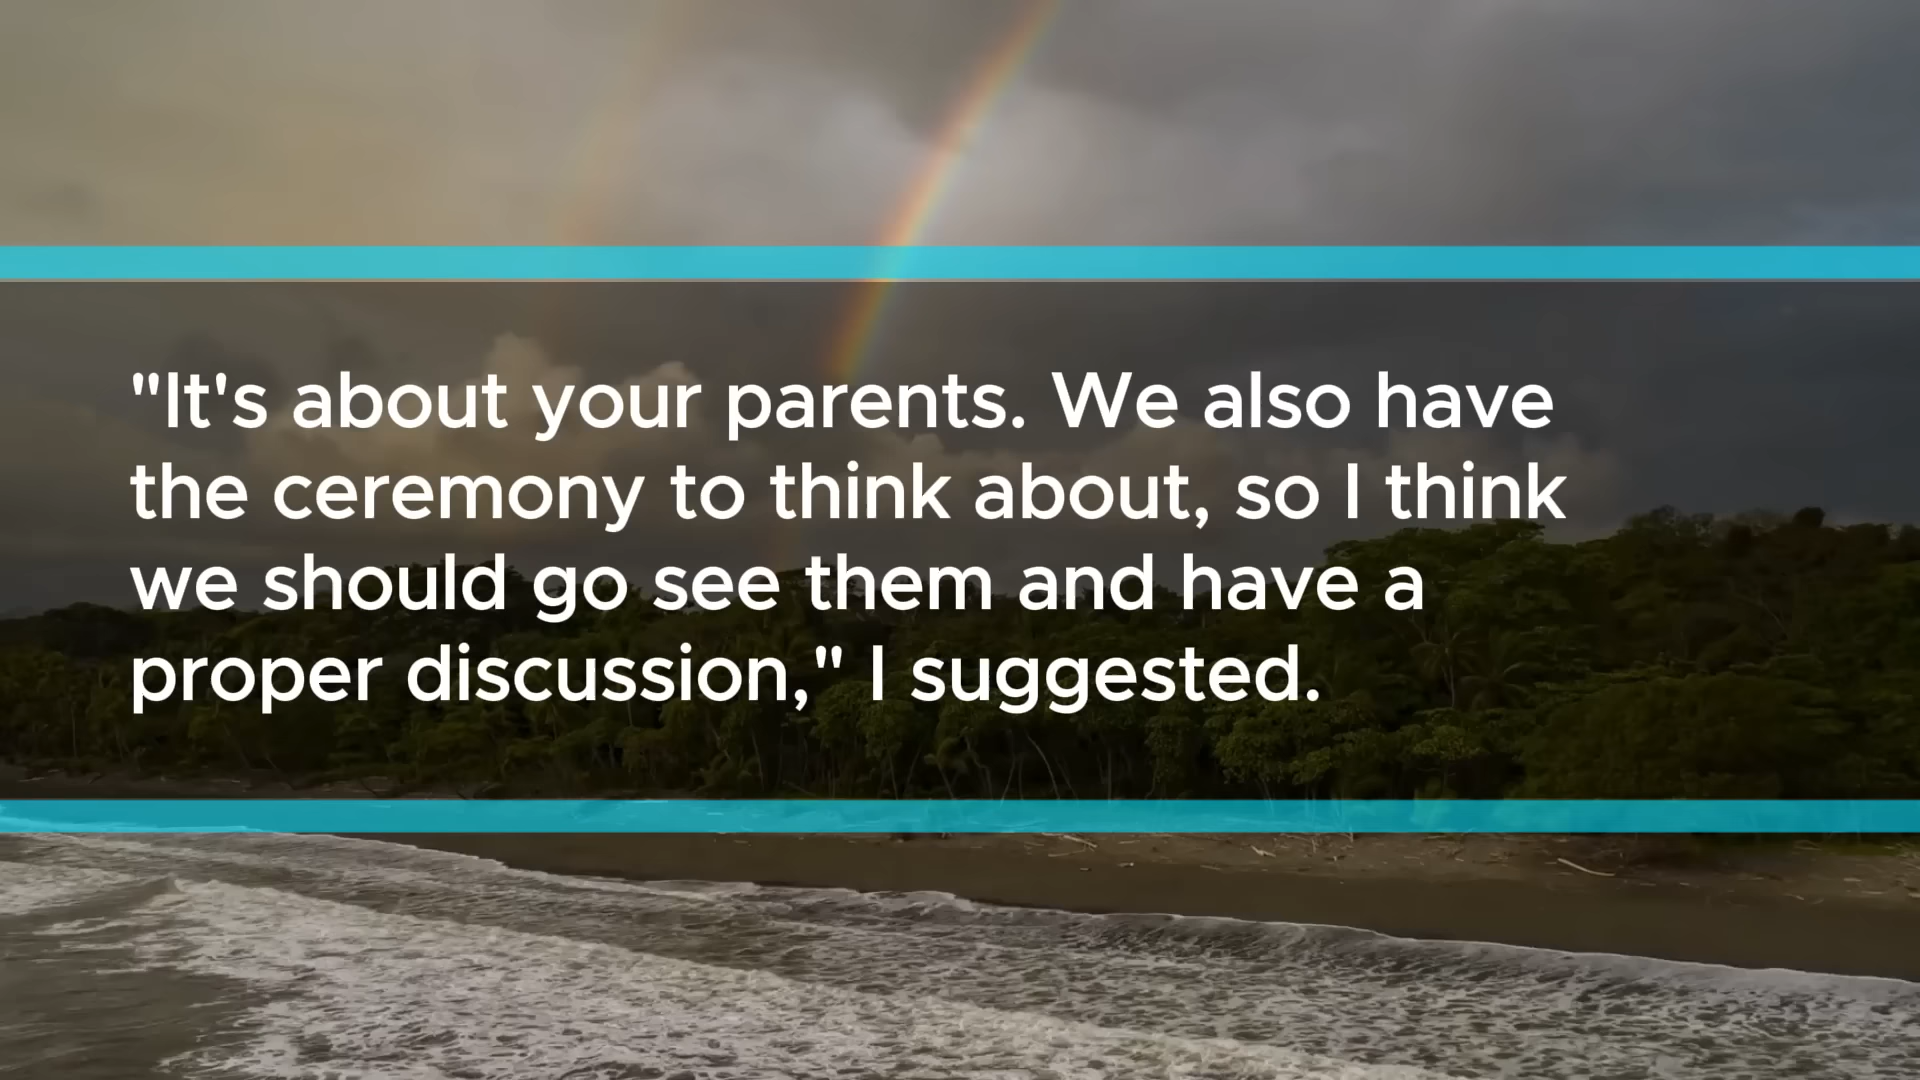 "It's about your parents. We also have
the ceremony to think about, so I think
we should go see them and have a
proper discussion," I suggested.